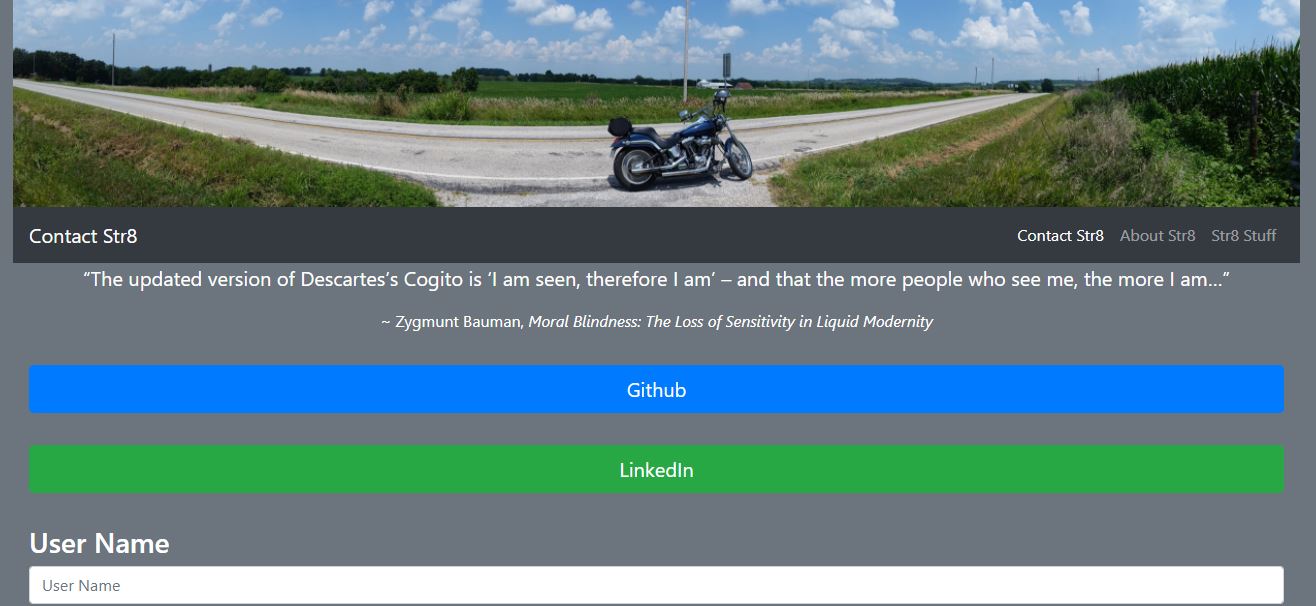 Contact Str8
Contact Str8 About Str8 Str8 Stuff
“The updated version of Descartes’s Cogito is ‘I am seen, therefore I am’ – and that the more people who see me, the more I am...”
~ Zygmunt Bauman, Moral Blindness: The Loss of Sensitivity in Liquid Modernity
Github
LinkedIn
User Name
User Name